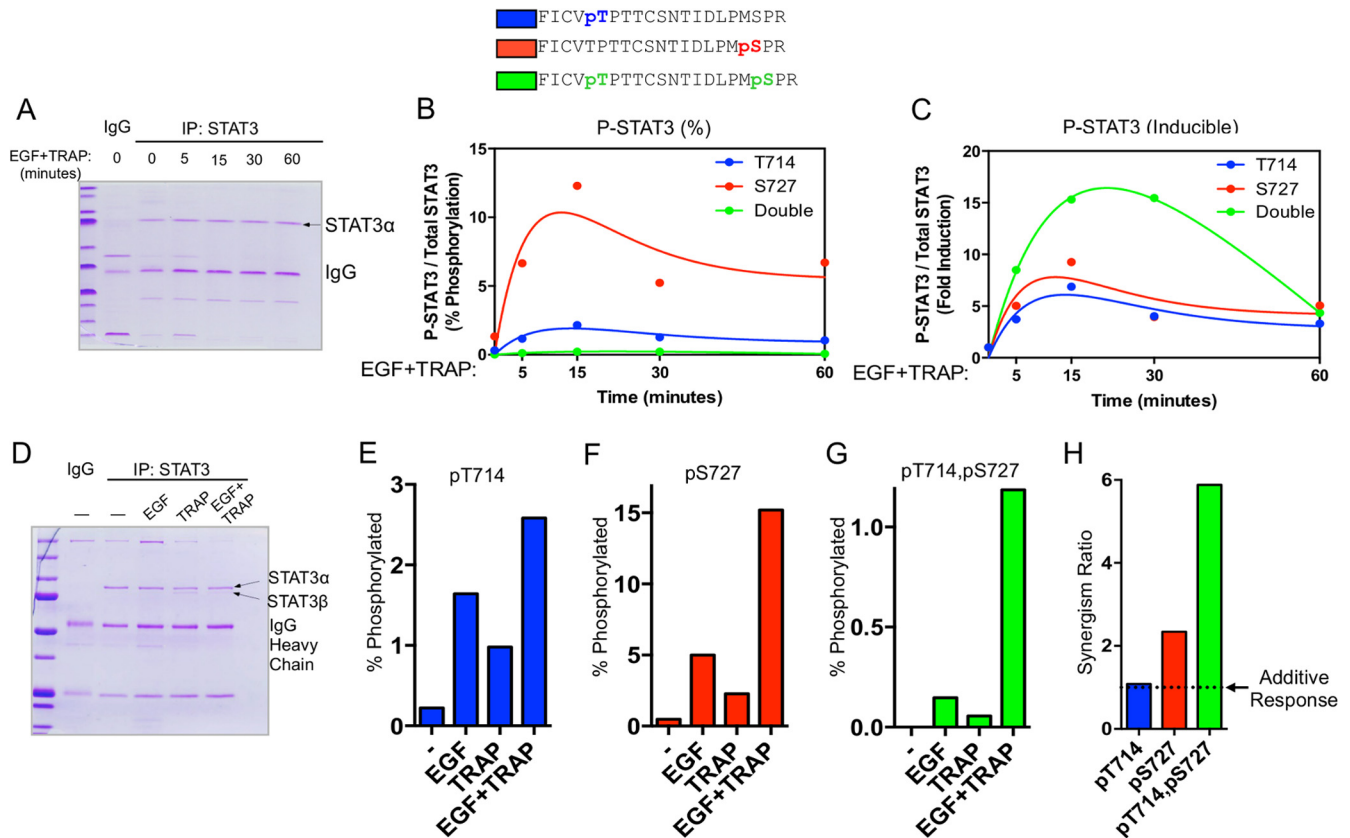 FICVpTPTTCSNTIDLPMSPR
FICVTPTTCSNTIDLPMpSPR
FICVpTPTTCSNTIDLPMpSPR
A
IgG IP: STAT3
EGF+TRAP: 0 0 5 15 30 60
(minutes)
STAT3α
IgG
B
P-STAT3 (%)
P-STAT3 / Total STAT3
(% Phosphorylation)
15
10
5
0
T714
S727
Double
EGF+TRAP: 5 15 30 60
Time (minutes)
C
P-STAT3 (Inducible)
P-STAT3 / Total STAT3
(Fold Induction)
20
15
10
5
0
T714
S727
Double
EGF+TRAP: 5 15 30 60
Time (minutes)
D
IgG IP: STAT3
— — EGF TRAP EGF+
TRAP
STAT3α
STAT3β
IgG
Heavy
Chain
E
pT714
% Phosphorylated
3
2
1
0
- EGF TRAP EGF+TRAP
F
pS727
% Phosphorylated
15
10
5
0
- EGF TRAP EGF+TRAP
G
pT714,pS727
% Phosphorylated
1.0
0.5
0.0
- EGF TRAP EGF+TRAP
H
Synergism Ratio
6
4
2
0
Additive
Response
pT714 pS727 pT714,pS727